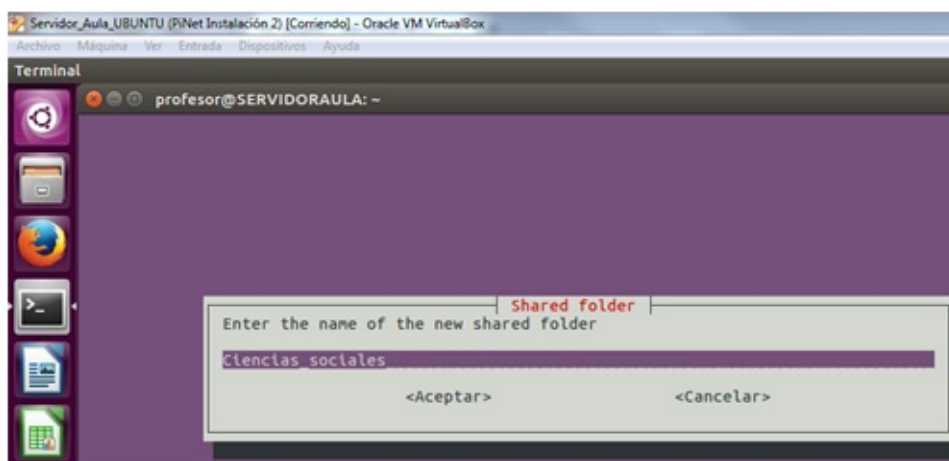 Servidor_Aula_UBUNTU (PiNet Instalación 2) [Corriendo] - Oracle VM VirtualBox
Archivo Máquina Ver Entrada Dispositivos Ayuda
Terminal
profesor@SERVIDORAULA: ~
Shared folder
Enter the name of the new shared folder
Ciencias_sociales
<Aceptar> <Cancelar>